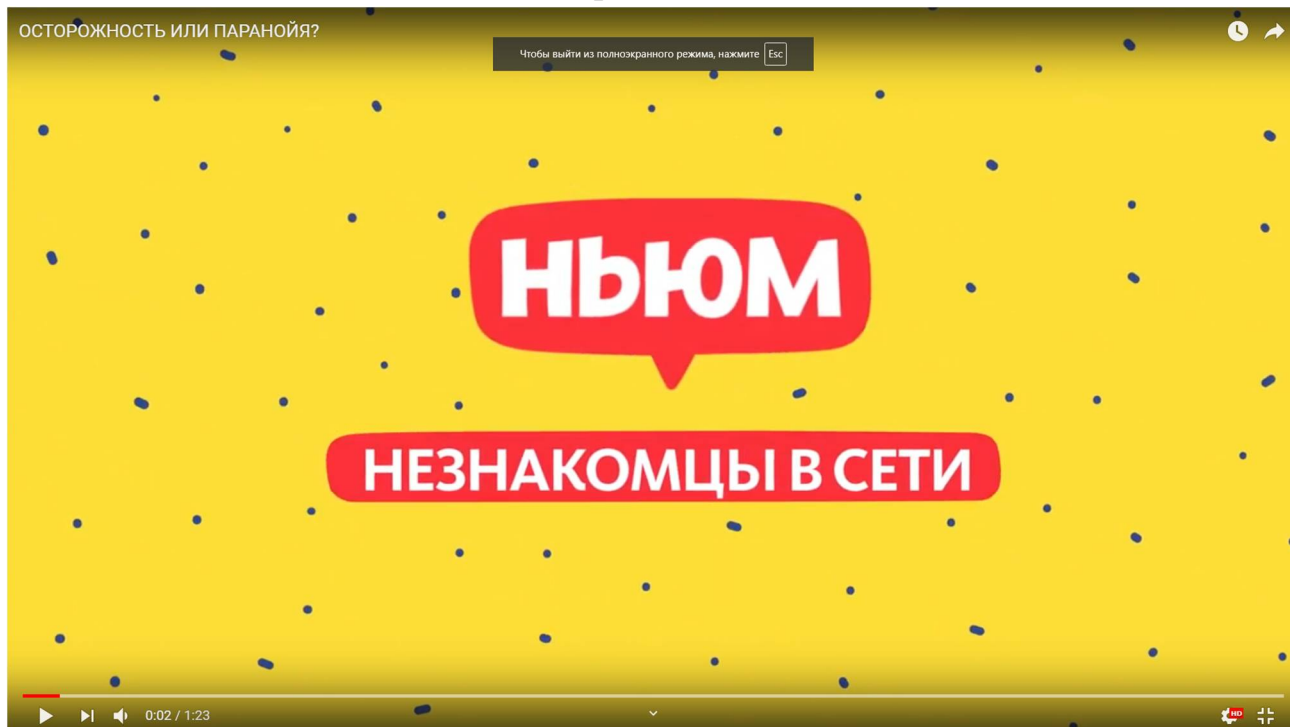 ОСТОРОЖНОСТЬ ИЛИ ПАРАНОЙЯ?
Чтобы выйти из полноэкранного режима, нажмите Esc
НЬЮМ
НЕЗНАКОМЦЫ В СЕТИ
0:02 / 1:23
HD